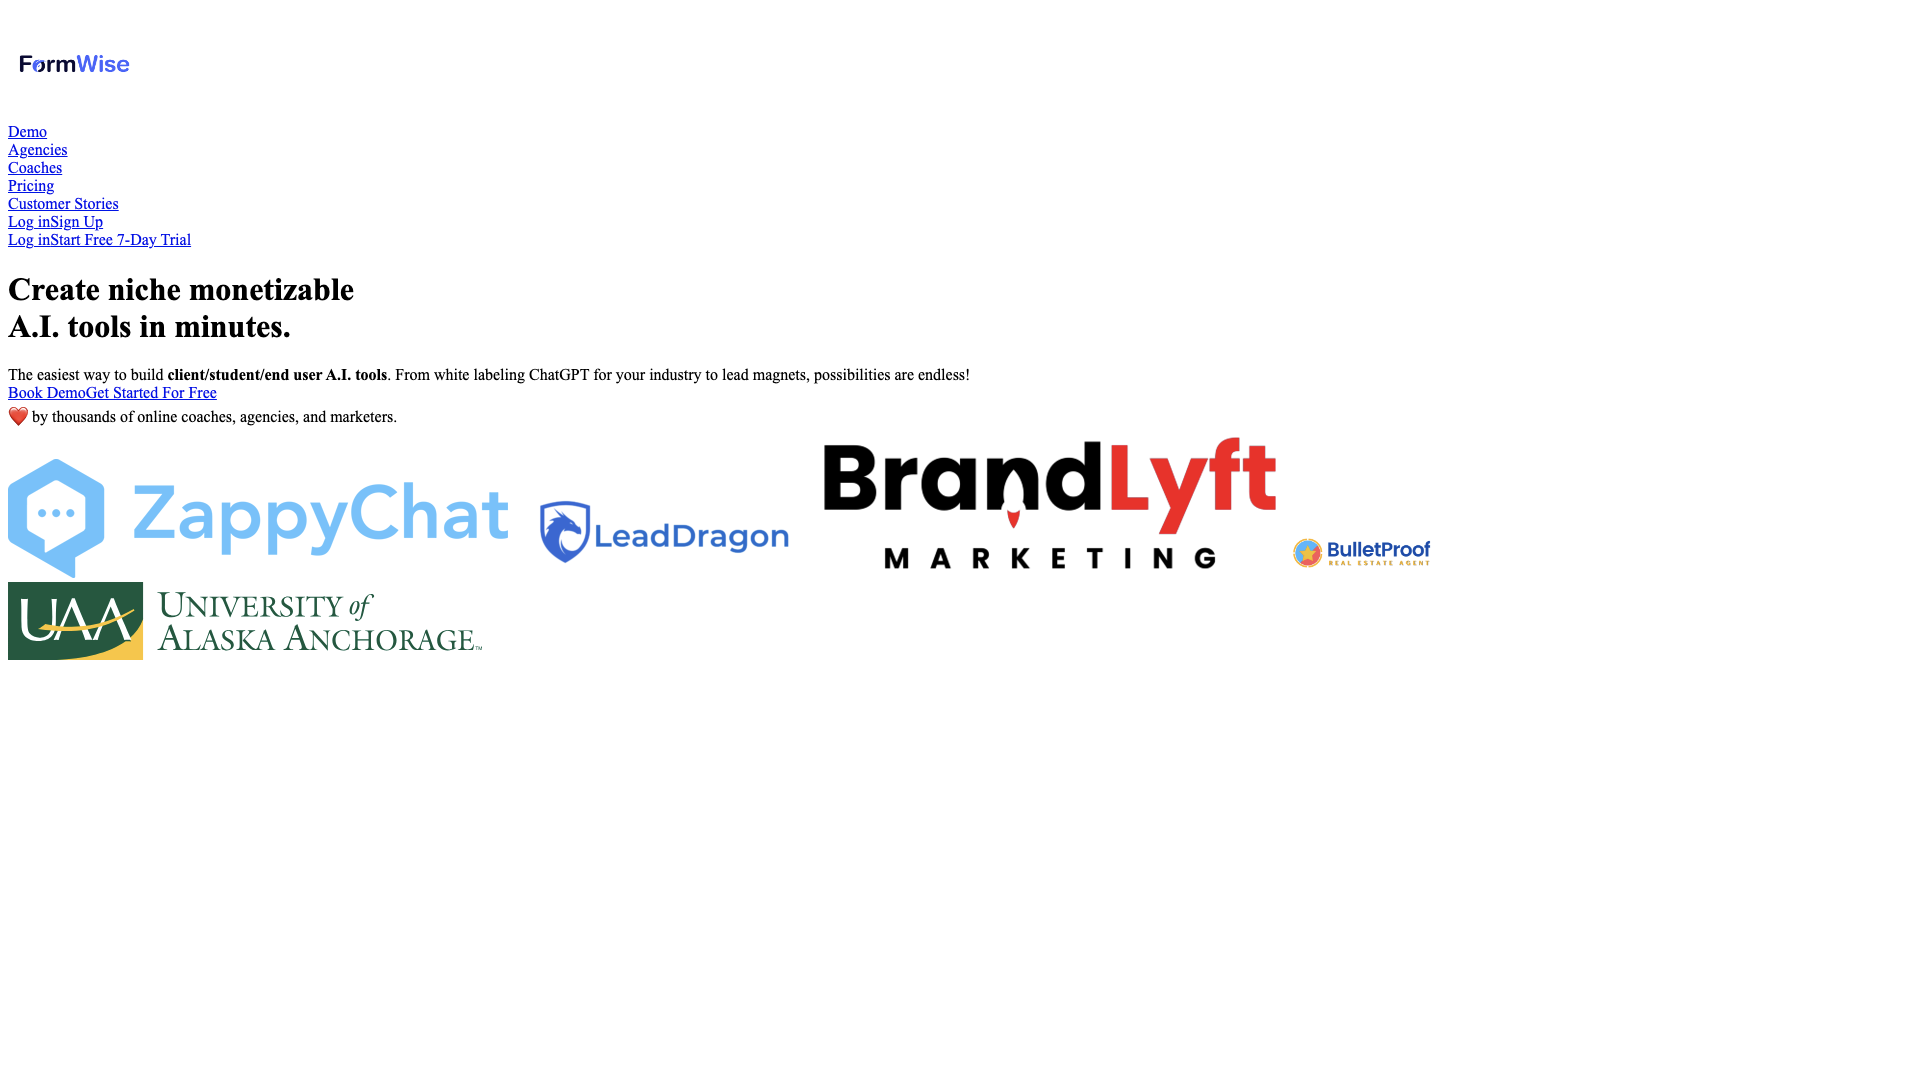 FormWise
Demo
Agencies
Coaches
Pricing
Customer Stories
Log inSign Up
Log inStart Free 7-Day Trial
Create niche monetizable
A.I. tools in minutes.
The easiest way to build client/student/end user A.I. tools. From white labeling ChatGPT for your industry to lead magnets, possibilities are endless!
Book DemoGet Started For Free
❤️ by thousands of online coaches, agencies, and marketers.
ZappyChat
LeadDragon
BrandLyft
MARKETING
BulletProof
REAL ESTATE AGENT
UAA
UNIVERSITY of
ALASKA ANCHORAGE™